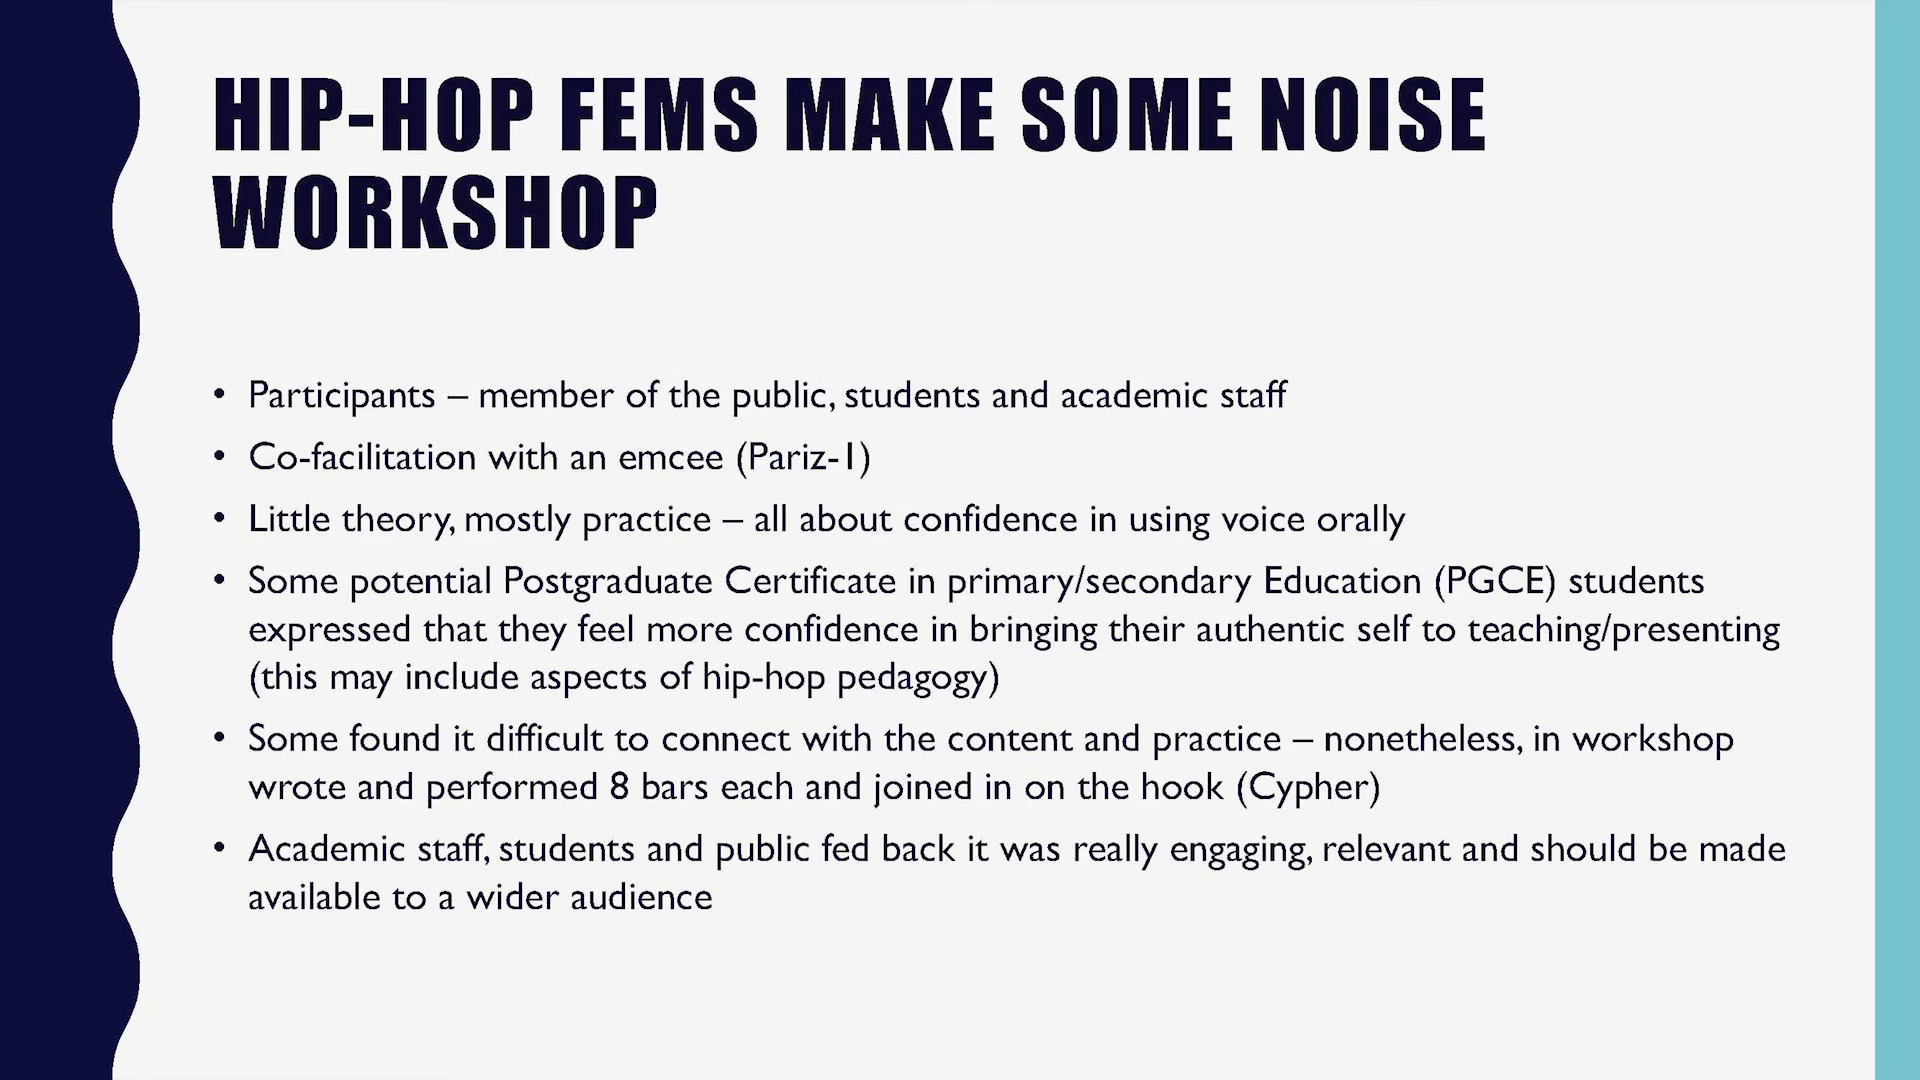 HIP-HOP FEMS MAKE SOME NOISE
WORKSHOP
• Participants – member of the public, students and academic staff
• Co-facilitation with an emcee (Pariz-1)
• Little theory, mostly practice – all about confidence in using voice orally
• Some potential Postgraduate Certificate in primary/secondary Education (PGCE) students
expressed that they feel more confidence in bringing their authentic self to teaching/presenting
(this may include aspects of hip-hop pedagogy)
• Some found it difficult to connect with the content and practice – nonetheless, in workshop
wrote and performed 8 bars each and joined in on the hook (Cypher)
• Academic staff, students and public fed back it was really engaging, relevant and should be made
available to a wider audience